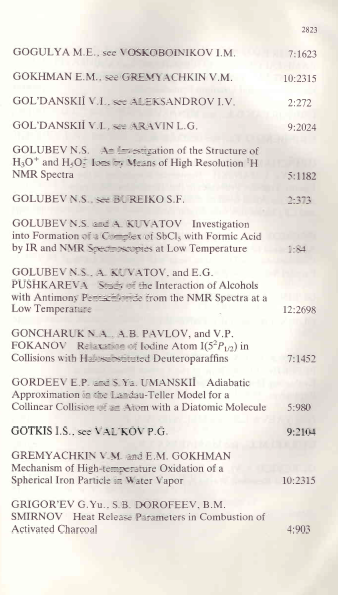 2823
GOGULYA M.E., see VOSKOBOINIKOV I.M. 7:1623
GOKHMAN E.M., see GREMYACHKIN V.M. 10:2315
GOL'DANSKIĬ V.I., see ALEKSANDROV I.V. 2:272
GOL'DANSKIĬ V.I., see ARAVIN L.G. 9:2024
GOLUBEV N.S. An Investigation of the Structure of
H₃O⁺ and H₅O₂⁺ Ions by Means of High Resolution ¹H
NMR Spectra 5:1182
GOLUBEV N.S., see BUREIKO S.F. 2:373
GOLUBEV N.S. and A. KUVATOV Investigation
into Formation of a Complex of SbCl₅ with Formic Acid
by IR and NMR Spectroscopies at Low Temperature 1:84
GOLUBEV N.S., A. KUVATOV, and E.G.
PUSHKAREVA Study of the Interaction of Alcohols
with Antimony Pentachloride from the NMR Spectra at a
Low Temperature 12:2698
GONCHARUK N.A., A.B. PAVLOV, and V.P.
FOKANOV Relaxation of Iodine Atom I(5²P₁/₂) in
Collisions with Halosubstituted Deuteroparaffins 7:1452
GORDEEV E.P. and S.Ya. UMANSKIĬ Adiabatic
Approximation in the Landau-Teller Model for a
Collinear Collision of an Atom with a Diatomic Molecule 5:980
GOTKIS I.S., see VAL'KOV P.G. 9:2104
GREMYACHKIN V.M. and E.M. GOKHMAN
Mechanism of High-temperature Oxidation of a
Spherical Iron Particle in Water Vapor 10:2315
GRIGOR'EV G.Yu., S.B. DOROFEEV, B.M.
SMIRNOV Heat Release Parameters in Combustion of
Activated Charcoal 4:903